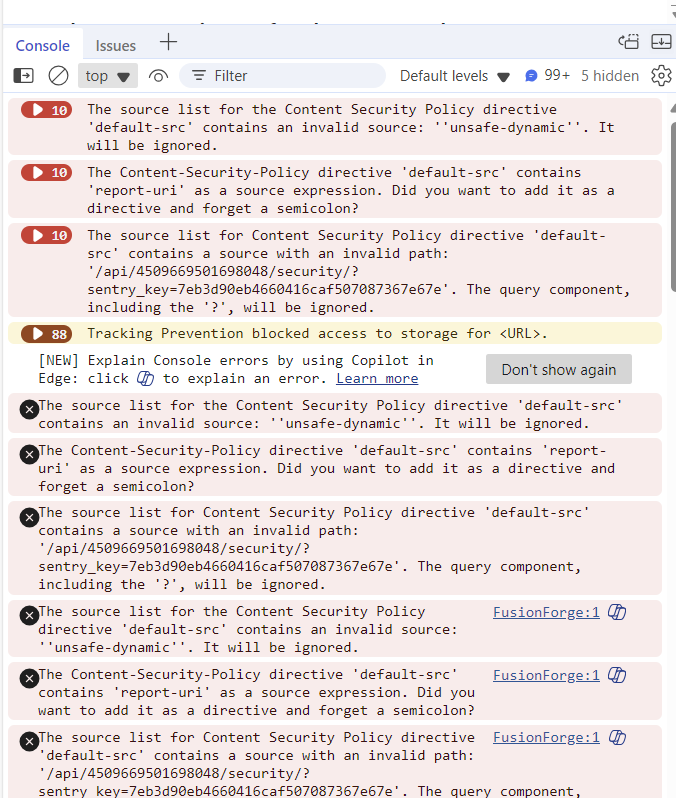 Console Issues
top Filter Default levels 99+ 5 hidden
10 The source list for the Content Security Policy directive
'default-src' contains an invalid source: ''unsafe-dynamic''. It
will be ignored.
10 The Content-Security-Policy directive 'default-src' contains
'report-uri' as a source expression. Did you want to add it as a
directive and forget a semicolon?
10 The source list for Content Security Policy directive 'default-
src' contains a source with an invalid path:
'/api/4509669501698048/security/?
sentry_key=7eb3d90eb4660416caf507087367e67e'. The query component,
including the '?', will be ignored.
88 Tracking Prevention blocked access to storage for <URL>.
[NEW] Explain Console errors by using Copilot in
Edge: click to explain an error. Learn more
Don't show again
The source list for the Content Security Policy directive 'default-src'
contains an invalid source: ''unsafe-dynamic''. It will be ignored.
The Content-Security-Policy directive 'default-src' contains 'report-
uri' as a source expression. Did you want to add it as a directive and
forget a semicolon?
The source list for Content Security Policy directive 'default-src'
contains a source with an invalid path:
'/api/4509669501698048/security/?
sentry_key=7eb3d90eb4660416caf507087367e67e'. The query component,
including the '?', will be ignored.
The source list for the Content Security Policy FusionForge:1
directive 'default-src' contains an invalid source:
''unsafe-dynamic''. It will be ignored.
The Content-Security-Policy directive 'default-src' FusionForge:1
contains 'report-uri' as a source expression. Did you
want to add it as a directive and forget a semicolon?
The source list for Content Security Policy directive FusionForge:1
'default-src' contains a source with an invalid path:
'/api/4509669501698048/security/?
sentry_key=7eb3d90eb4660416caf507087367e67e'. The query component,